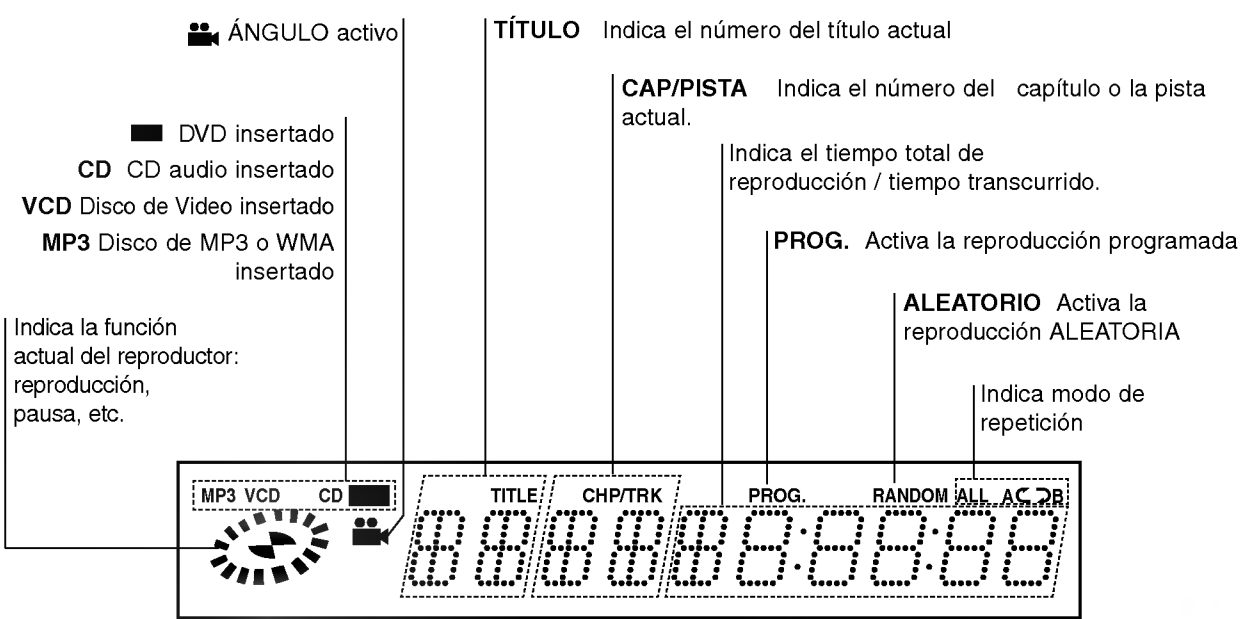 ÁNGULO activo
TÍTULO Indica el número del título actual
CAP/PISTA Indica el número del capítulo o la pista
actual.
DVD insertado
CD CD audio insertado
VCD Disco de Video insertado
MP3 Disco de MP3 o WMA
insertado
Indica el tiempo total de
reproducción / tiempo transcurrido.
PROG. Activa la reproducción programada
ALEATORIO Activa la
reproducción ALEATORIA
Indica la función
actual del reproductor:
reproducción,
pausa, etc.
Indica modo de
repetición
MP3 VCD CD TITLE CHP/TRK PROG. RANDOM ALL A B